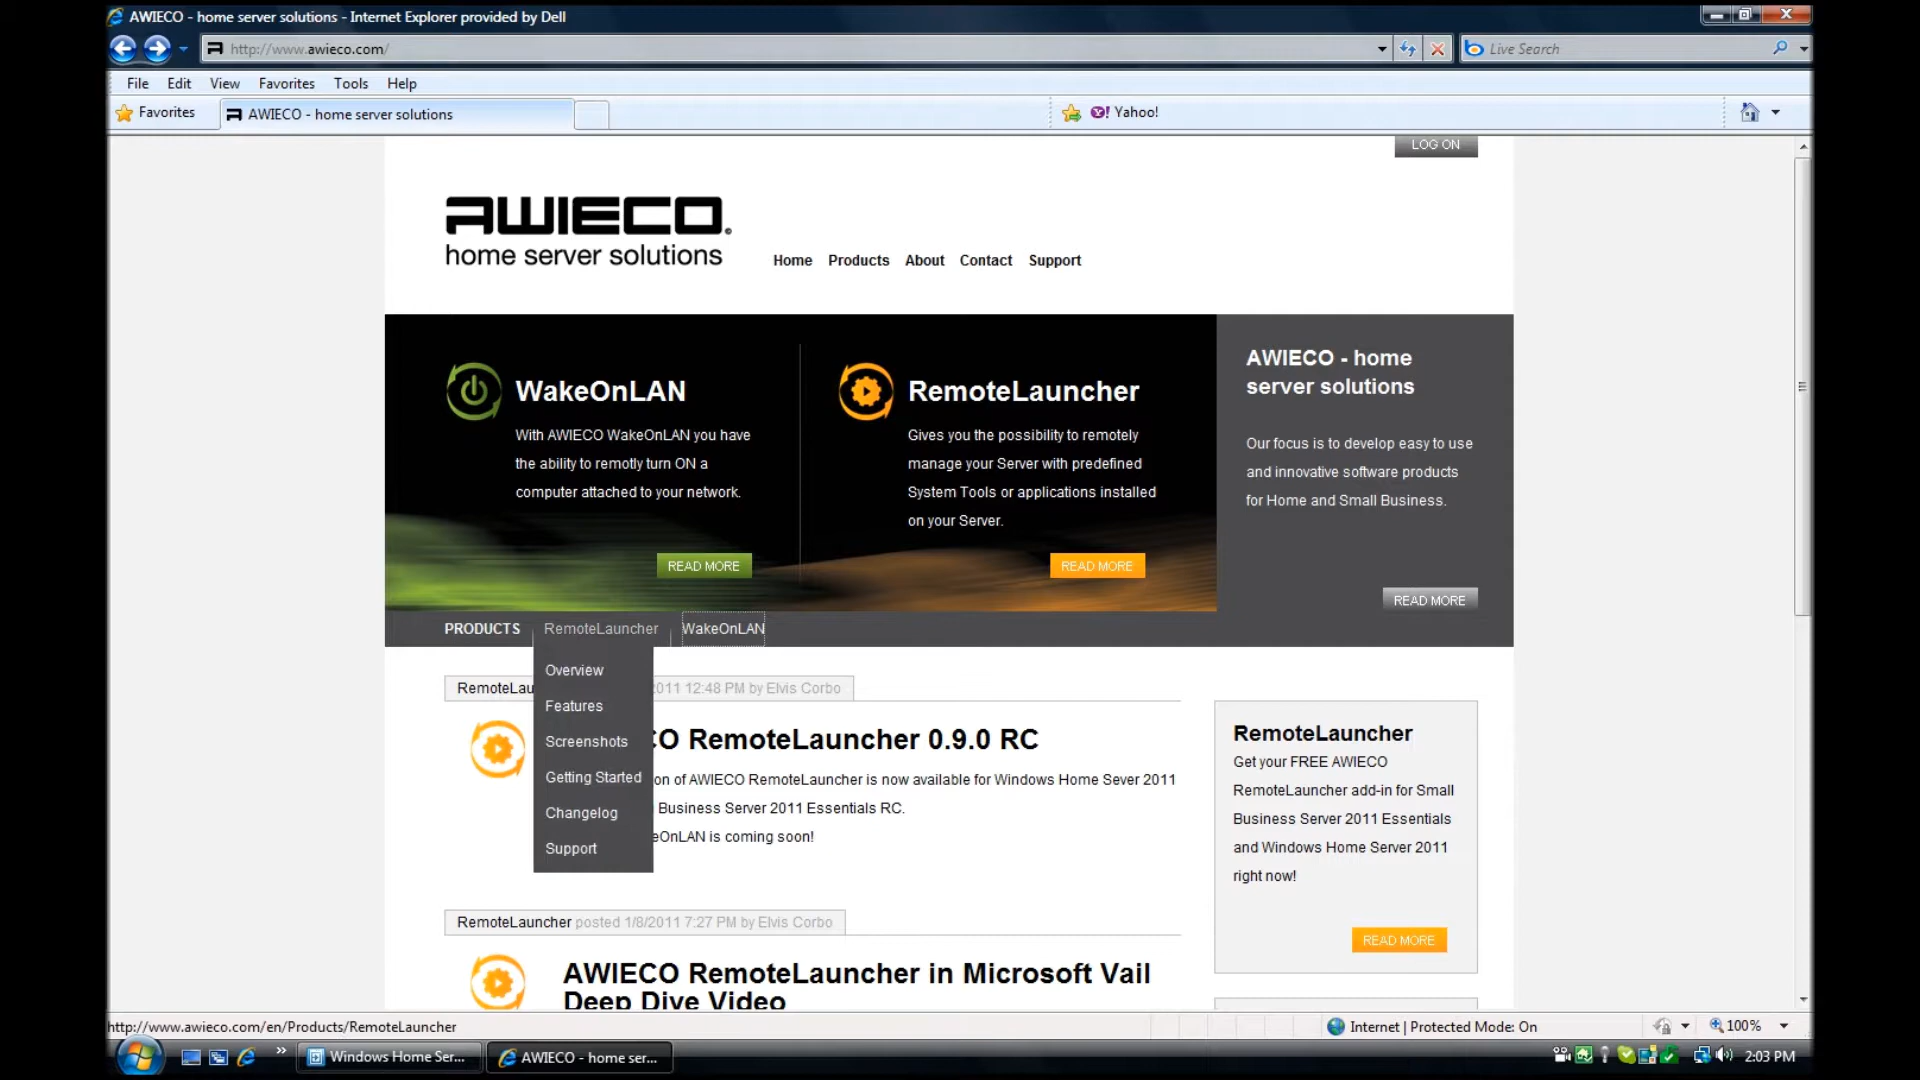 AWIECO - home server solutions - Internet Explorer provided by Dell
http://www.awieco.com/
Live Search
File Edit View Favorites Tools Help
Favorites
AWIECO - home server solutions
Yahoo!
LOG ON
AWIECO®
home server solutions
Home Products About Contact Support
WakeOnLAN
With AWIECO WakeOnLAN you have
the ability to remotly turn ON a
computer attached to your network.
READ MORE
RemoteLauncher
Gives you the possibility to remotely
manage your Server with predefined
System Tools or applications installed
on your Server.
READ MORE
AWIECO - home
server solutions
Our focus is to develop easy to use
and innovative software products
for Home and Small Business.
READ MORE
PRODUCTS RemoteLauncher WakeOnLAN
Overview
Features
Screenshots
Getting Started
Changelog
Support
RemoteLau 2011 12:48 PM by Elvis Corbo
CO RemoteLauncher 0.9.0 RC
on of AWIECO RemoteLauncher is now available for Windows Home Sever 2011
Business Server 2011 Essentials RC.
eOnLAN is coming soon!
RemoteLauncher posted 1/8/2011 7:27 PM by Elvis Corbo
AWIECO RemoteLauncher in Microsoft Vail
Deep Dive Video
RemoteLauncher
Get your FREE AWIECO
RemoteLauncher add-in for Small
Business Server 2011 Essentials
and Windows Home Server 2011
right now!
READ MORE
http://www.awieco.com/en/Products/RemoteLauncher
Internet | Protected Mode: On
100%
Windows Home Ser...
AWIECO - home ser...
2:03 PM